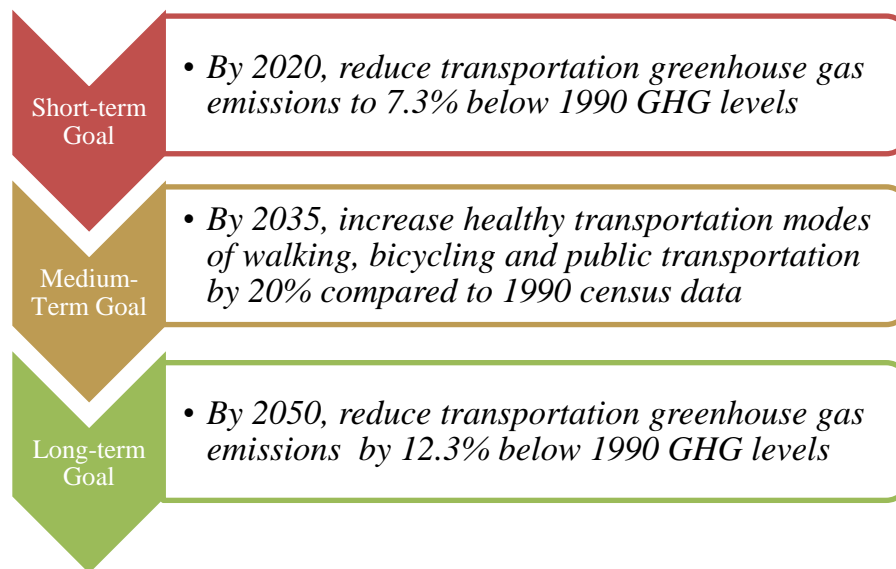 Short-term
Goal
• By 2020, reduce transportation greenhouse gas
emissions to 7.3% below 1990 GHG levels
Medium-
Term Goal
• By 2035, increase healthy transportation modes
of walking, bicycling and public transportation
by 20% compared to 1990 census data
Long-term
Goal
• By 2050, reduce transportation greenhouse gas
emissions  by 12.3% below 1990 GHG levels